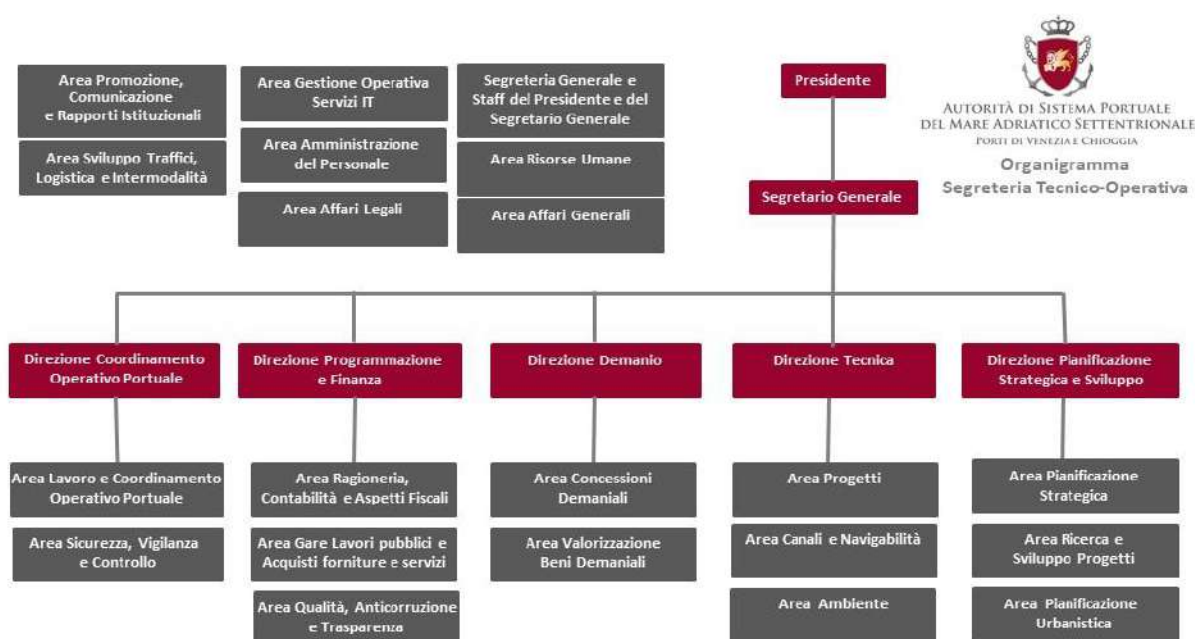 Area Promozione,
Comunicazione
e Rapporti Istituzionali
Area Sviluppo Traffici,
Logistica e Intermodalità
Area Gestione Operativa
Servizi IT
Area Amministrazione
del Personale
Area Affari Legali
Segreteria Generale e
Staff del Presidente e del
Segretario Generale
Area Risorse Umane
Area Affari Generali
Presidente
Segretario Generale
AUTORITÀ DI SISTEMA PORTUALE
DEL MARE ADRIATICO SETTENTRIONALE
PORTI DI VENEZIA E CHIOGGIA
Organigramma
Segreteria Tecnico-Operativa
Direzione Coordinamento
Operativo Portuale
Direzione Programmazione
e Finanza
Direzione Demanio
Direzione Tecnica
Direzione Pianificazione
Strategica e Sviluppo
Area Lavoro e Coordinamento
Operativo Portuale
Area Sicurezza, Vigilanza
e Controllo
Area Ragioneria,
Contabilità e Aspetti Fiscali
Area Gare Lavori pubblici e
Acquisti forniture e servizi
Area Qualità, Anticorruzione
e Trasparenza
Area Concessioni
Demaniali
Area Valorizzazione
Beni Demaniali
Area Progetti
Area Canali e Navigabilità
Area Ambiente
Area Pianificazione
Strategica
Area Ricerca e
Sviluppo Progetti
Area Pianificazione
Urbanistica